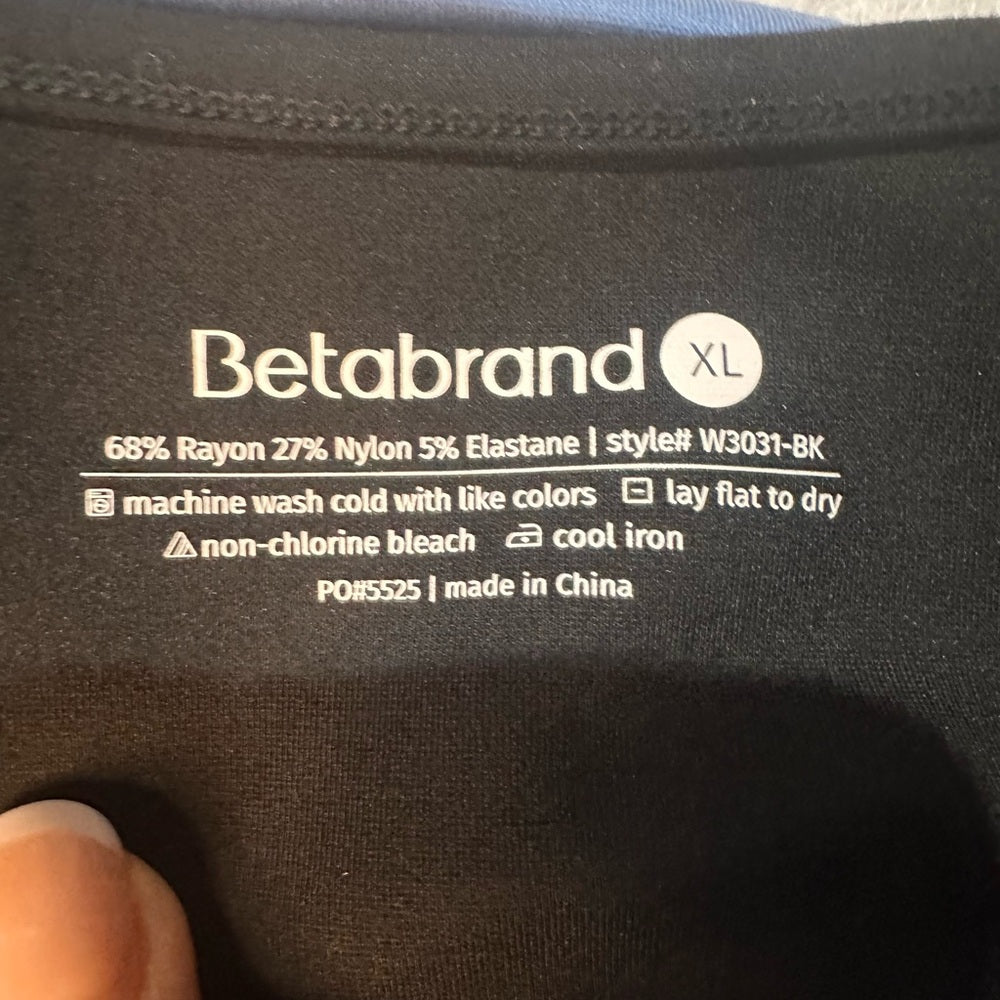 Betabrand XL
68% Rayon 27% Nylon 5% Elastane | style# W3031-BK
machine wash cold with like colors lay flat to dry
non-chlorine bleach cool iron
PO#5525 | made in China